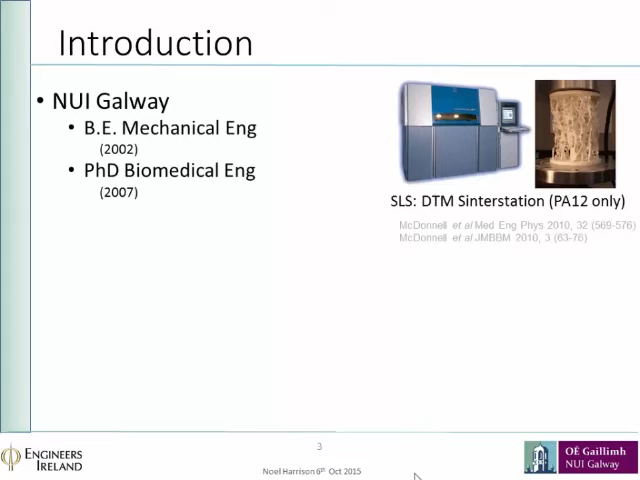 Introduction
• NUI Galway
• B.E. Mechanical Eng
(2002)
• PhD Biomedical Eng
(2007)
SLS: DTM Sinterstation (PA12 only)
McDonnell et al Med Eng Phys 2010, 32 (569-576)
McDonnell et al JMBBM 2010, 3 (63-76)
ENGINEERS
IRELAND
3
Noel Harrison 6th Oct 2015
OÉ Gaillimh
NUI Galway